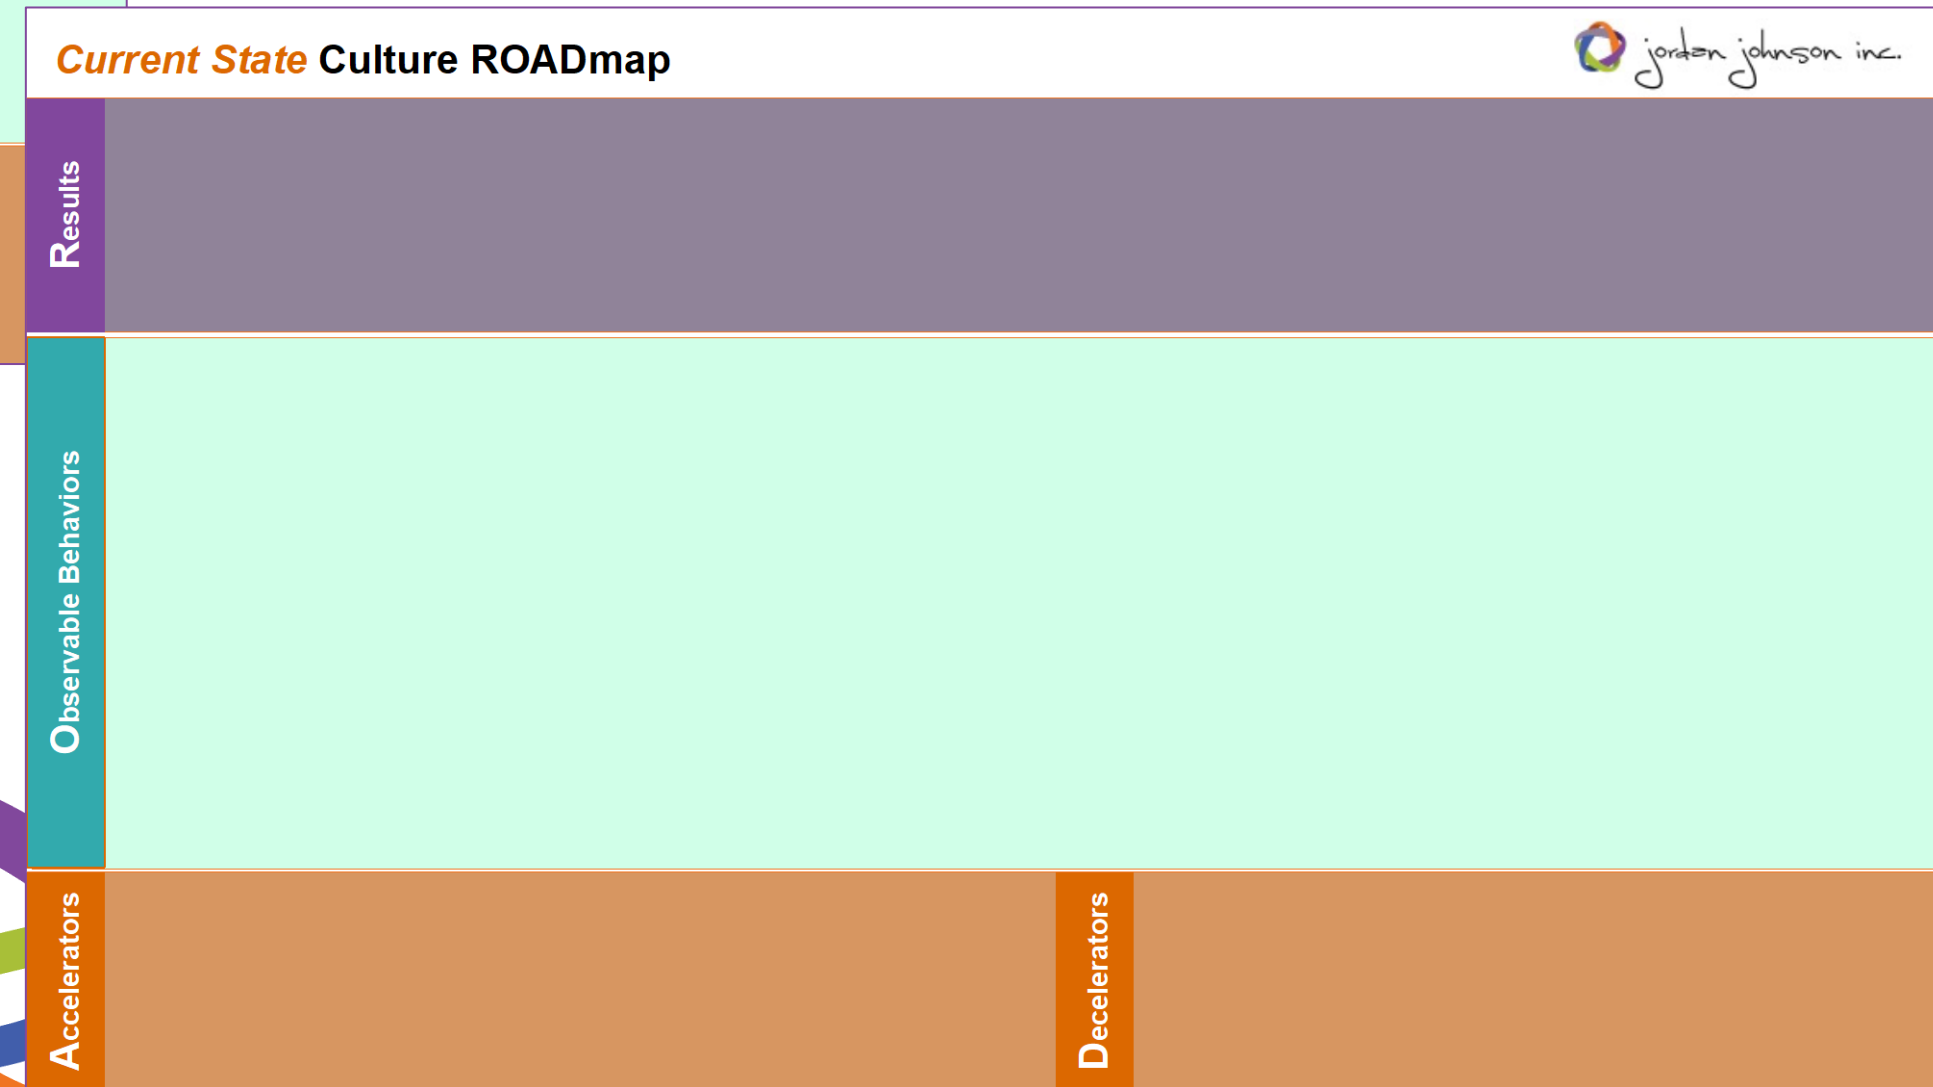 Current State Culture ROADmap
jordan johnson inc.
Results
Observable Behaviors
Accelerators
Decelerators